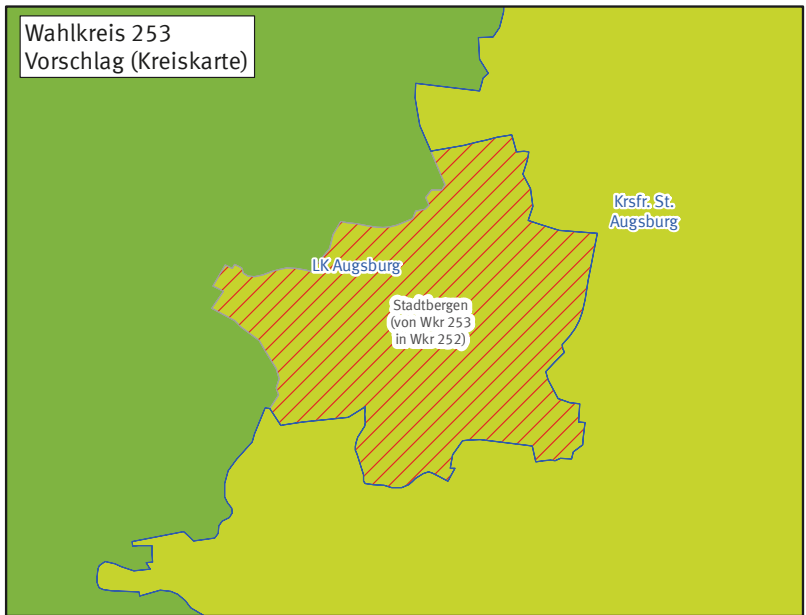 Wahlkreis 253
Vorschlag (Kreiskarte)
Krsfr. St.
Augsburg
LK Augsburg
Stadtbergen
(von Wkr 253
in Wkr 252)